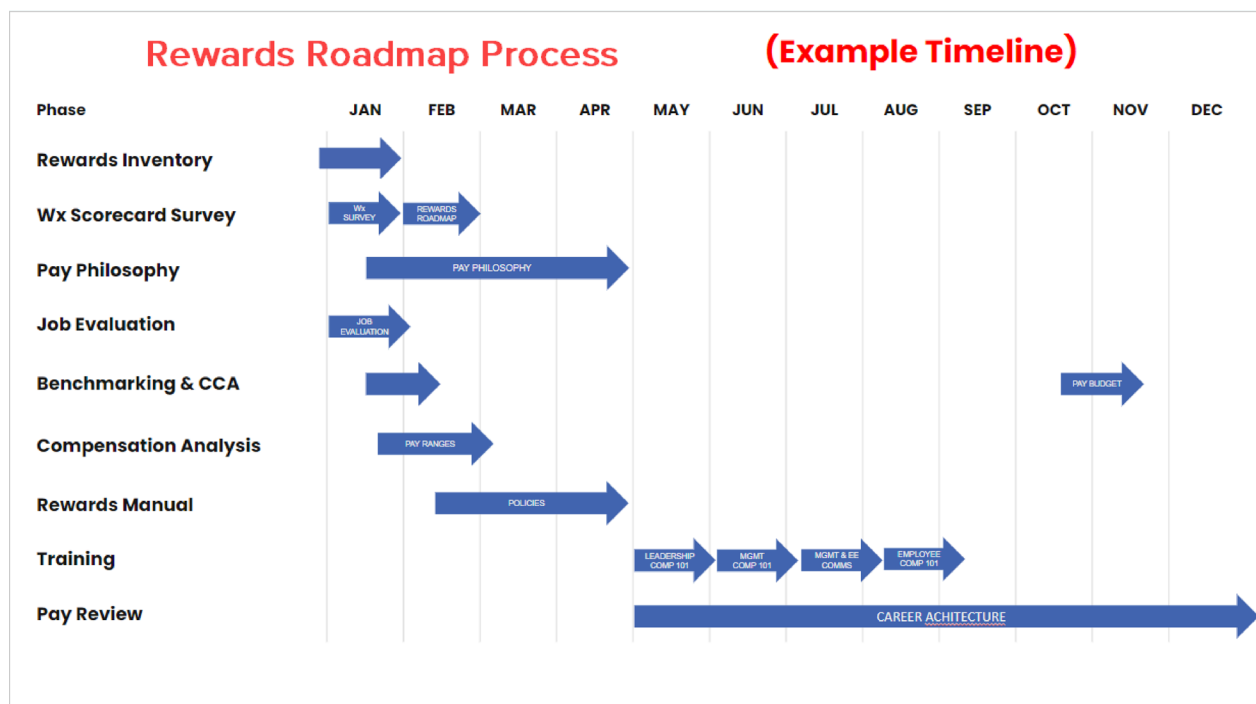 Rewards Roadmap Process (Example Timeline)
Phase JAN FEB MAR APR MAY JUN JUL AUG SEP OCT NOV DEC
Rewards Inventory
Wx Scorecard Survey
Wx
SURVEY
REWARDS
ROADMAP
Pay Philosophy
PAY PHILOSOPHY
Job Evaluation
JOB
EVALUATION
Benchmarking & CCA
PAY BUDGET
Compensation Analysis
PAY RANGES
Rewards Manual
POLICIES
Training
LEADERSHIP
COMP 101
MGMT
COMP 101
MGMT & EE
COMMS
EMPLOYEE
COMP 101
Pay Review
CAREER ACHITECTURE